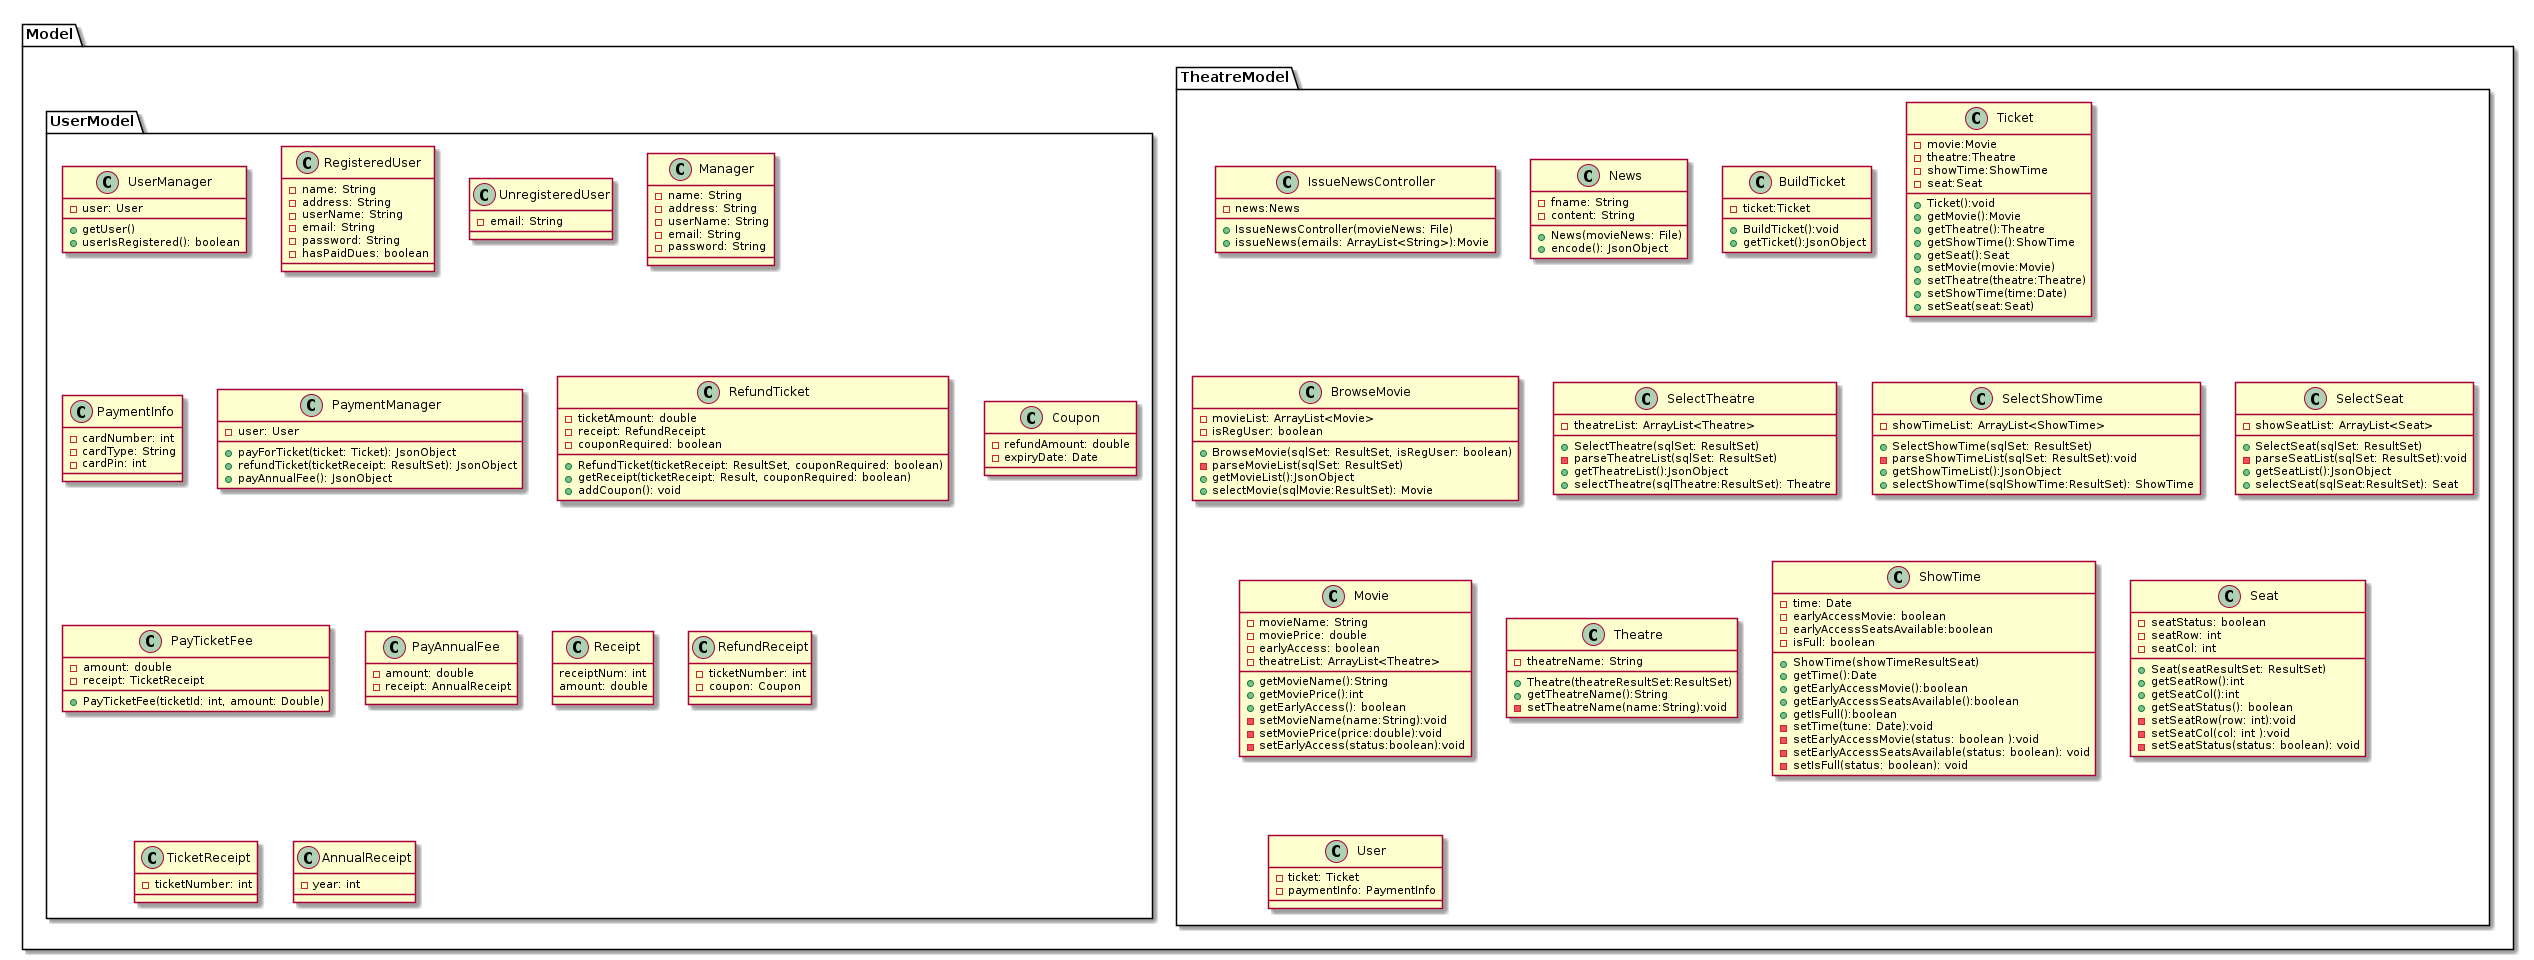 Model
UserModel
C UserManager
user: User
getUser()
userIsRegistered(): boolean
C RegisteredUser
name: String
address: String
userName: String
email: String
password: String
hasPaidDues: boolean
C UnregisteredUser
email: String
C Manager
name: String
address: String
userName: String
email: String
password: String
C PaymentInfo
cardNumber: int
cardType: String
cardPin: int
C PaymentManager
user: User
payForTicket(ticket: Ticket): JsonObject
refundTicket(ticketReceipt: ResultSet): JsonObject
payAnnualFee(): JsonObject
C RefundTicket
ticketAmount: double
receipt: RefundReceipt
couponRequired: boolean
RefundTicket(ticketReceipt: ResultSet, couponRequired: boolean)
getReceipt(ticketReceipt: Result, couponRequired: boolean)
addCoupon(): void
C Coupon
refundAmount: double
expiryDate: Date
C PayTicketFee
amount: double
receipt: TicketReceipt
PayTicketFee(ticketId: int, amount: Double)
C PayAnnualFee
amount: double
receipt: AnnualReceipt
C Receipt
receiptNum: int
amount: double
C RefundReceipt
ticketNumber: int
coupon: Coupon
C TicketReceipt
ticketNumber: int
C AnnualReceipt
year: int
TheatreModel
C IssueNewsController
news:News
IssueNewsController(movieNews: File)
issueNews(emails: ArrayList<String>):Movie
C News
fname: String
content: String
News(movieNews: File)
encode(): JsonObject
C BuildTicket
ticket:Ticket
BuildTicket():void
getTicket():JsonObject
C Ticket
movie:Movie
theatre:Theatre
showTime:ShowTime
seat:Seat
Ticket():void
getMovie():Movie
getTheatre():Theatre
getShowTime():ShowTime
getSeat():Seat
setMovie(movie:Movie)
setTheatre(theatre:Theatre)
setShowTime(time:Date)
setSeat(seat:Seat)
C BrowseMovie
movieList: ArrayList<Movie>
isRegUser: boolean
BrowseMovie(sqlSet: ResultSet, isRegUser: boolean)
parseMovieList(sqlSet: ResultSet)
getMovieList():JsonObject
selectMovie(sqlMovie:ResultSet): Movie
C SelectTheatre
theatreList: ArrayList<Theatre>
SelectTheatre(sqlSet: ResultSet)
parseTheatreList(sqlSet: ResultSet)
getTheatreList():JsonObject
selectTheatre(sqlTheatre:ResultSet): Theatre
C SelectShowTime
showTimeList: ArrayList<ShowTime>
SelectShowTime(sqlSet: ResultSet)
parseShowTimeList(sqlSet: ResultSet):void
getShowTimeList():JsonObject
selectShowTime(sqlShowTime:ResultSet): ShowTime
C SelectSeat
showSeatList: ArrayList<Seat>
SelectSeat(sqlSet: ResultSet)
parseSeatList(sqlSet: ResultSet):void
getSeatList():JsonObject
selectSeat(sqlSeat:ResultSet): Seat
C Movie
movieName: String
moviePrice: double
earlyAccess: boolean
theatreList: ArrayList<Theatre>
getMovieName():String
getMoviePrice():int
getEarlyAccess(): boolean
setMovieName(name:String):void
setMoviePrice(price:double):void
setEarlyAccess(status:boolean):void
C Theatre
theatreName: String
Theatre(theatreResultSet:ResultSet)
getTheatreName():String
setTheatreName(name:String):void
C ShowTime
time: Date
earlyAccessMovie: boolean
earlyAccessSeatsAvailable:boolean
isFull: boolean
ShowTime(showTimeResultSeat)
getTime():Date
getEarlyAccessMovie():boolean
getEarlyAccessSeatsAvailable():boolean
getIsFull():boolean
setTime(tune: Date):void
setEarlyAccessMovie(status: boolean ):void
setEarlyAccessSeatsAvailable(status: boolean): void
setIsFull(status: boolean): void
C Seat
seatStatus: boolean
seatRow: int
seatCol: int
Seat(seatResultSet: ResultSet)
getSeatRow():int
getSeatCol():int
getSeatStatus(): boolean
setSeatRow(row: int):void
setSeatCol(col: int ):void
setSeatStatus(status: boolean): void
C User
ticket: Ticket
paymentInfo: PaymentInfo